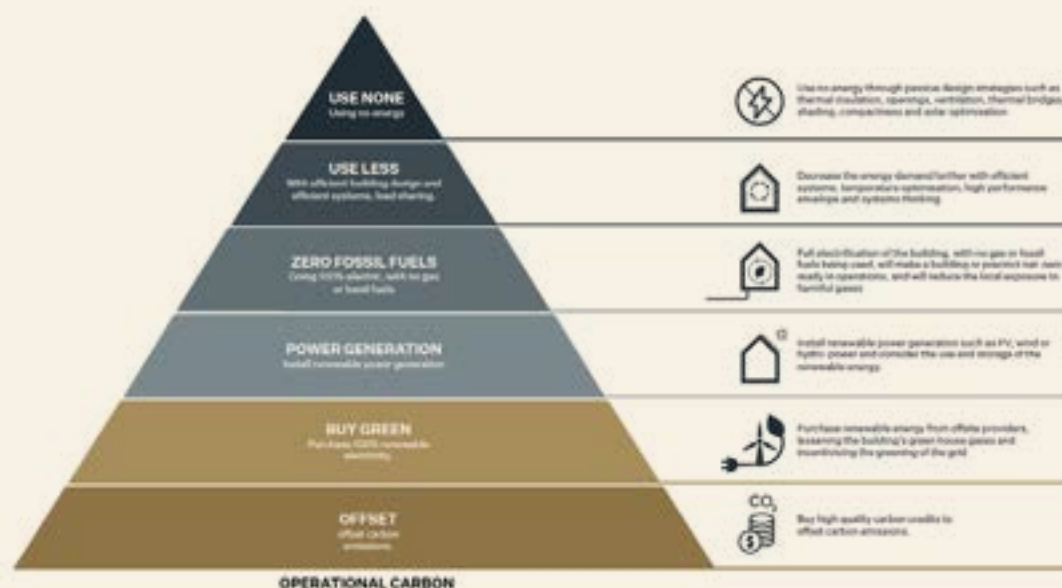 USE NONE
Using no energy
Use no energy through passive design strategies such as
thermal insulation, openings, ventilation, thermal bridges,
shading, compactness and solar optimisation
USE LESS
With efficient building design and
efficient systems, load sharing.
Decrease the energy demand further with efficient
systems, temperature optimisation, high performance
envelope and systems thinking
ZERO FOSSIL FUELS
Going 100% electric, with no gas
or fossil fuels
Full electrification of the building, with no gas or fossil
fuels being used, will make a building or precinct net zero
ready in operations, and will reduce the local exposure to
harmful gases
POWER GENERATION
Install renewable power generation
Install renewable power generation such as PV, wind or
hydro power and consider the use and storage of the
renewable energy.
BUY GREEN
Purchase 100% renewable
electricity.
Purchase renewable energy from offsite providers,
lessening the building's green house gases and
incentivising the greening of the grid
OFFSET
offset carbon
emissions.
CO₂
$
Buy high quality carbon credits to
offset carbon emissions.
OPERATIONAL CARBON